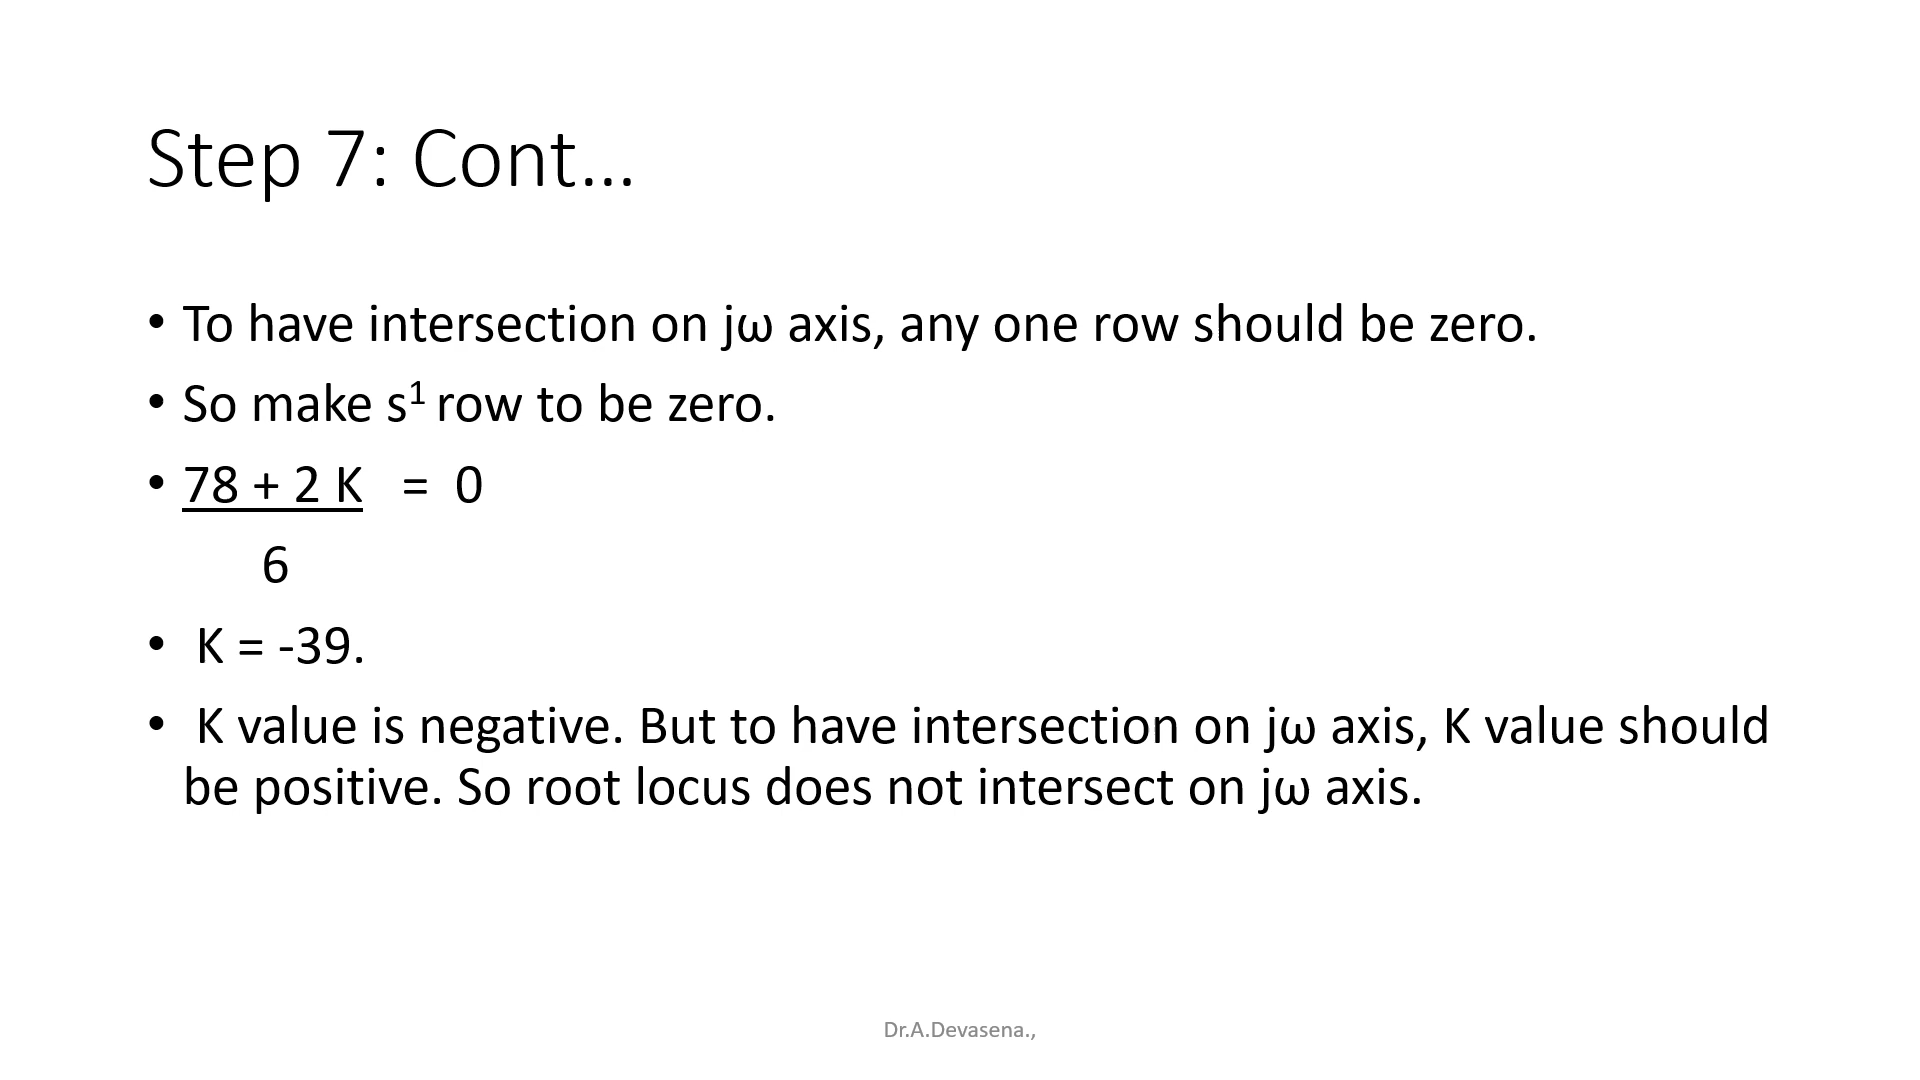 Step 7: Cont...
• To have intersection on jω axis, any one row should be zero.
• So make s¹ row to be zero.
• 78 + 2 K = 0
6
• K = -39.
• K value is negative. But to have intersection on jω axis, K value should
be positive. So root locus does not intersect on jω axis.
Dr.A.Devasena.,